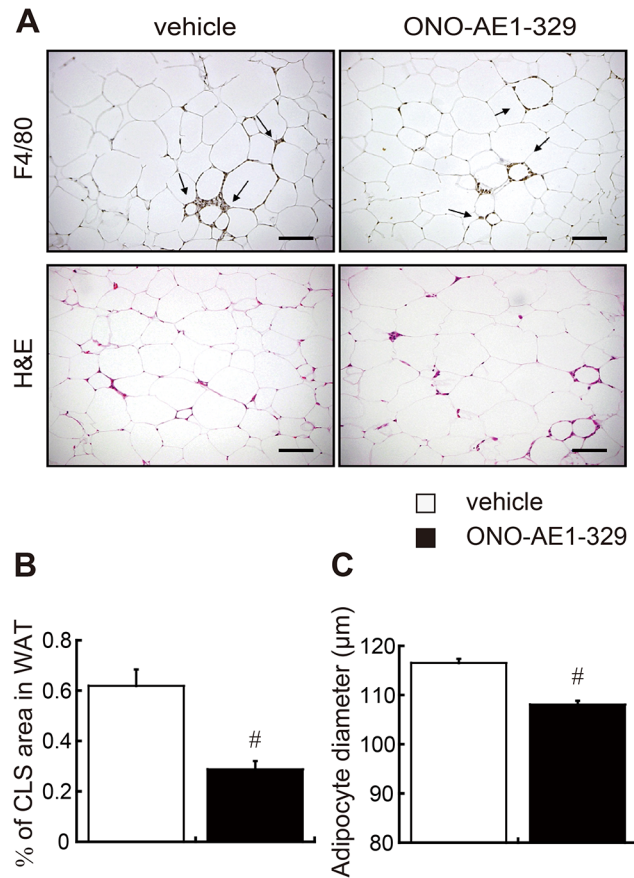 A
vehicle
ONO-AE1-329
F4/80
H&E
vehicle
ONO-AE1-329
B
% of CLS area in WAT
0.8
0.6
0.4
0.2
0
#
C
Adipocyte diameter (μm)
120
110
100
90
80
#